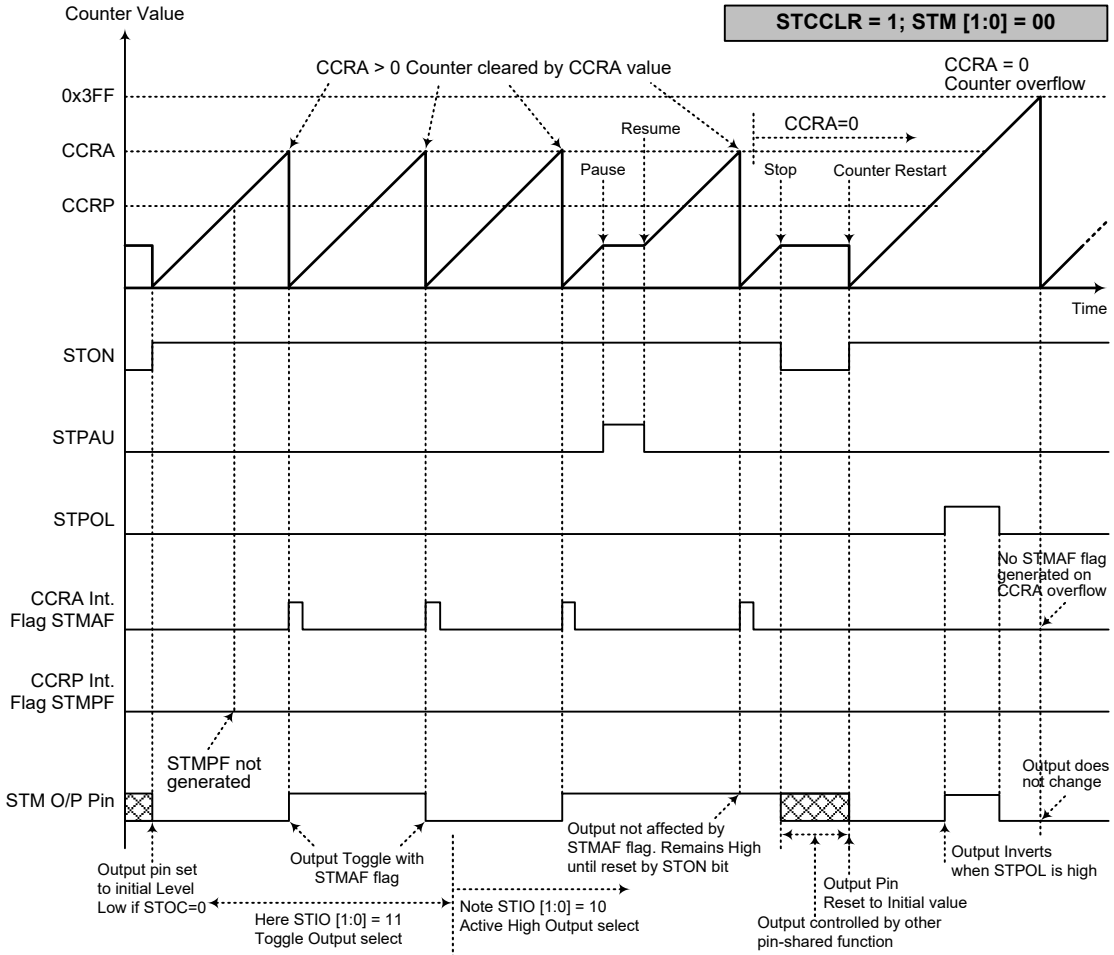 Counter Value
STCCLR = 1; STM [1:0] = 00
CCRA > 0 Counter cleared by CCRA value
CCRA = 0
Counter overflow
0x3FF
Resume
CCRA=0
CCRA
Pause
Stop
Counter Restart
CCRP
Time
STON
STPAU
STPOL
No STMAF flag
generated on
CCRA overflow
CCRA Int.
Flag STMAF
CCRP Int.
Flag STMPF
STMPF not
generated
Output does
not change
STM O/P Pin
Output pin set
to initial Level
Low if STOC=0
Output Toggle with
STMAF flag
Output not affected by
STMAF flag. Remains High
until reset by STON bit
Output Inverts
when STPOL is high
Output Pin
Reset to Initial value
Here STIO [1:0] = 11
Toggle Output select
Note STIO [1:0] = 10
Active High Output select
Output controlled by other
pin-shared function